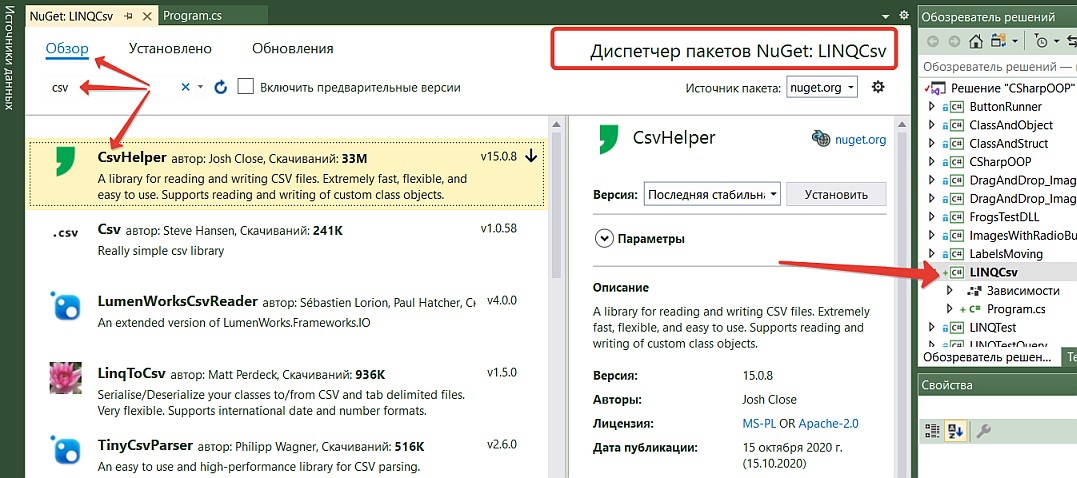 Источники данных
NuGet: LINQCsv
Program.cs
Обзор
Установлено
Обновления
Диспетчер пакетов NuGet: LINQCsv
csv
Включить предварительные версии
Источник пакета: nuget.org
CsvHelper автор: Josh Close, Скачиваний: 33M
v15.0.8
A library for reading and writing CSV files. Extremely fast, flexible, and
easy to use. Supports reading and writing of custom class objects.
.csv
Csv автор: Steve Hansen, Скачиваний: 241K
v1.0.58
Really simple csv library
LumenWorksCsvReader автор: Sébastien Lorion, Paul Hatcher, Cк
v4.0.0
An extended version of LumenWorks.Frameworks.IO
LinqToCsv автор: Matt Perdeck, Скачиваний: 936K
v1.5.0
Serialise/Deserialize your classes to/from CSV and tab delimited files.
Very flexible. Supports international date and number formats.
TinyCsvParser автор: Philipp Wagner, Скачиваний: 516K
v2.6.0
An easy to use and high-performance library for CSV parsing.
CsvHelper
nuget.org
Версия: Последняя стабильн
Установить
Параметры
Описание
A library for reading and writing CSV files. Extremely
fast, flexible, and easy to use. Supports reading and
writing of custom class objects.
Версия: 15.0.8
Авторы: Josh Close
Лицензия: MS-PL OR Apache-2.0
Дата публикации: 15 октября 2020 г.
(15.10.2020)
Обозреватель решений
Обозреватель решений —
Решение "CSharpOOP"
C# ButtonRunner
C# ClassAndObject
C# ClassAndStruct
C# CSharpOOP
C# DragAndDrop_Imag
C# DragAndDrop_Imag
C# FrogsTestDLL
C# ImagesWithRadioBu
C# LabelsMoving
C# LINQCsv
Зависимости
C# Program.cs
C# LINQTest
C# LINQTestQuery
Обозреватель решен...
Те
Свойства